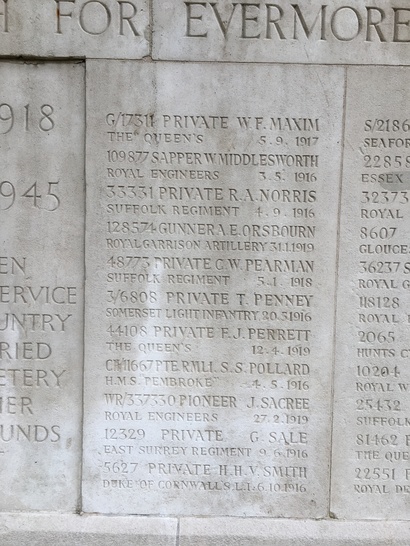 H FOR EVERMORE
918
945
EN
SERVICE
UNTRY
RIED
ETERY
HER
OUNDS
G/17311 PRIVATE W.F. MAXIM
THE QUEEN'S 5.9.1917
109877 SAPPER W. MIDDLESWORTH
ROYAL ENGINEERS 3.5.1916
33331 PRIVATE R.A. NORRIS
SUFFOLK REGIMENT 4.9.1916
128574 GUNNER A.E. ORSBOURN
ROYAL GARRISON ARTILLERY 31.1.1919
48773 PRIVATE C.W. PEARMAN
SUFFOLK REGIMENT 5.1.1918
3/6808 PRIVATE T. PENNEY
SOMERSET LIGHT INFANTRY 20.3.1916
44108 PRIVATE F.J. PERRETT
THE QUEEN'S 12.4.1919
CH/11667 PTE R.M.L.I. S.S. POLLARD
H.M.S. PEMBROKE 4.5.1916
WR/337330 PIONEER J. SACREE
ROYAL ENGINEERS 27.2.1919
12329 PRIVATE G. SALE
EAST SURREY REGIMENT 9.6.1916
5627 PRIVATE H.H.V. SMITH
DUKE OF CORNWALL'S L.I. 6.10.1916
S/2186
SEAFOR
22858
ESSEX
32373
ROYAL
8607
GLOUCE
36237
ROYAL
118128
ROYAL
2065
HUNTS C
10204
ROYAL W
25432
SUFFOLK
81462
THE QUE
22551
ROYAL DE